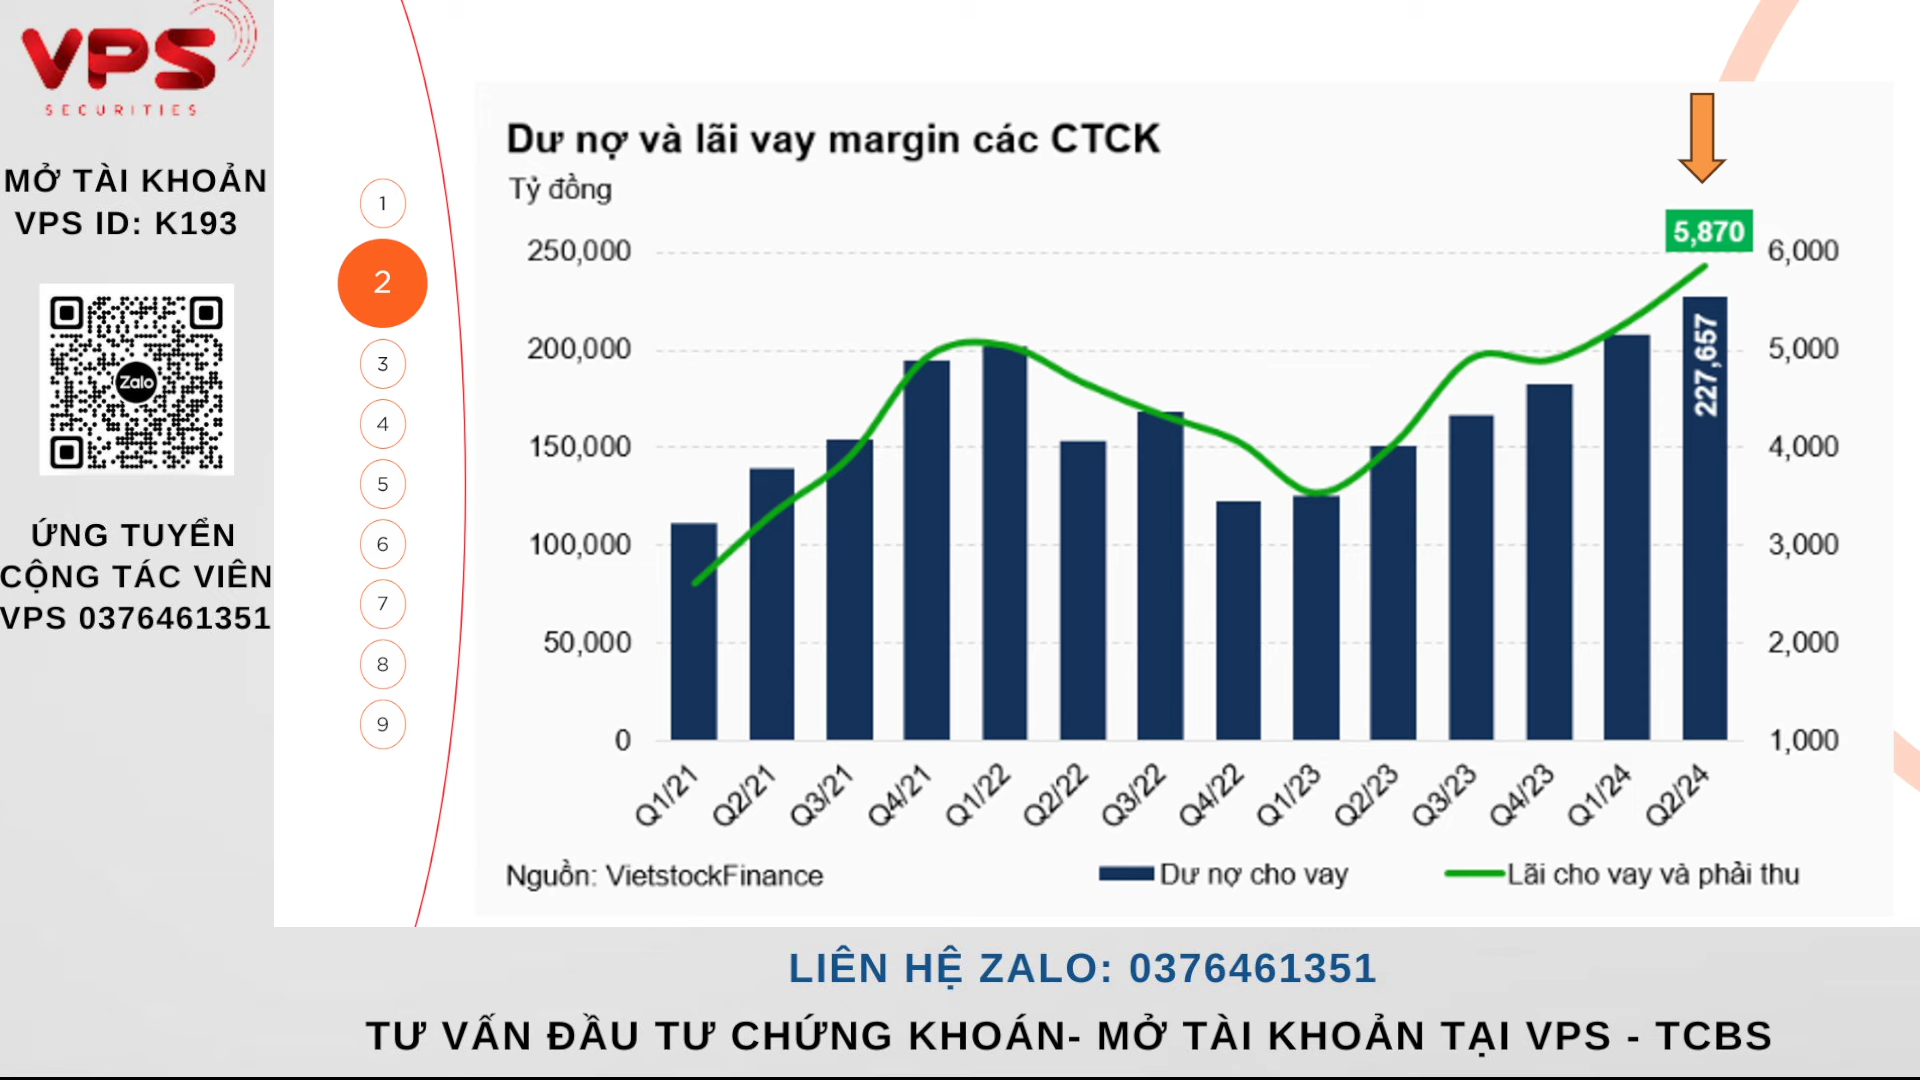 VPS
SECURITIES
MỞ TÀI KHOẢN
VPS ID: K193
Zalo
ỨNG TUYỂN
CỘNG TÁC VIÊN
VPS 0376461351
1
2
3
4
5
6
7
8
9
Dư nợ và lãi vay margin các CTCK
Tỷ đồng
250,000
200,000
150,000
100,000
50,000
0
5,870
227,657
6,000
5,000
4,000
3,000
2,000
1,000
Q1/21 Q2/21 Q3/21 Q4/21 Q1/22 Q2/22 Q3/22 Q4/22 Q1/23 Q2/23 Q3/23 Q4/23 Q1/24 Q2/24
Nguồn: VietstockFinance
Dư nợ cho vay
Lãi cho vay và phải thu
LIÊN HỆ ZALO: 0376461351
TƯ VẤN ĐẦU TƯ CHỨNG KHOÁN- MỞ TÀI KHOẢN TẠI VPS - TCBS